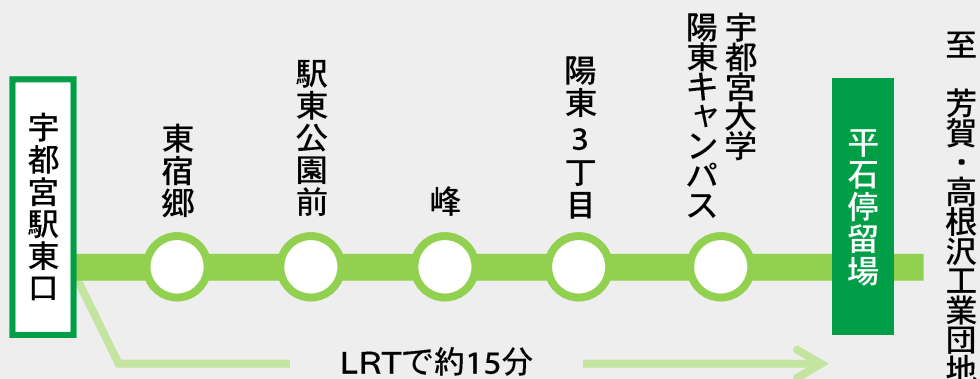 宇都宮駅東口
東宿郷
駅東公園前
峰
陽東3丁目
宇都宮大学
陽東キャンパス
平石停留場
至 芳賀・高根沢工業団地
LRTで約15分